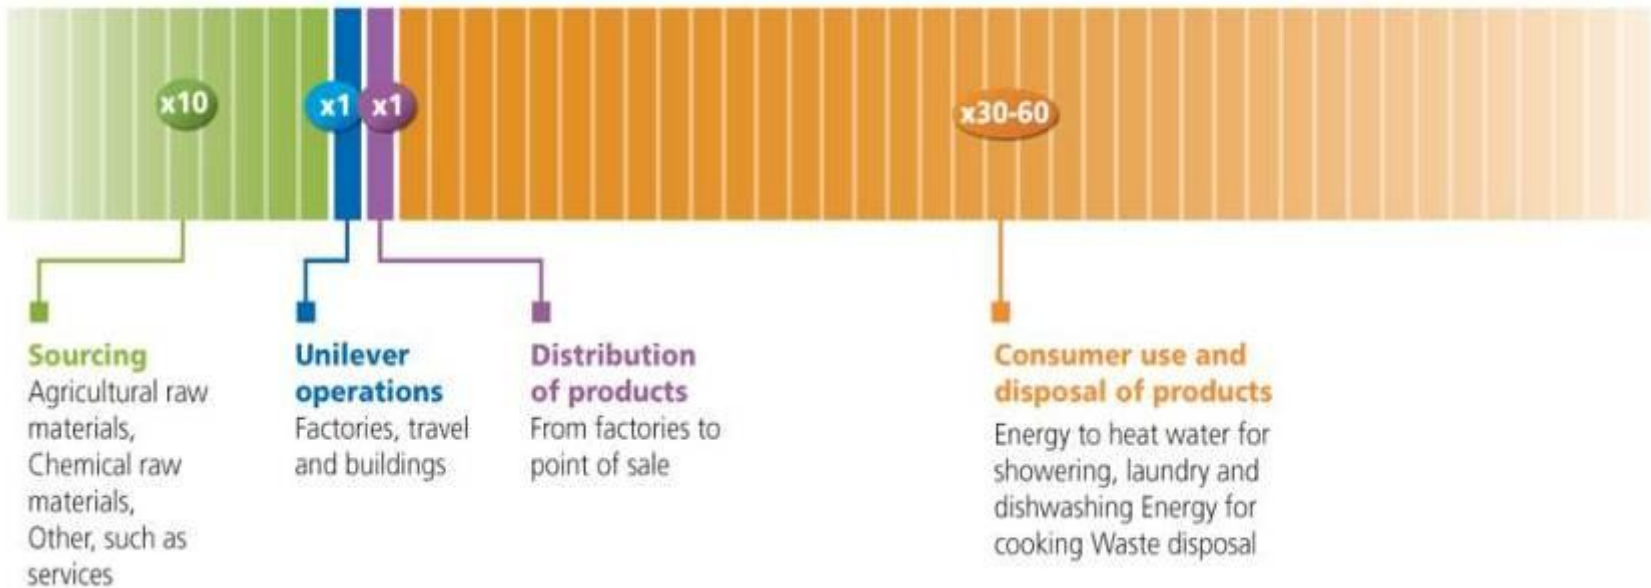 x10
x1
x1
x30-60
Sourcing
Agricultural raw
materials,
Chemical raw
materials,
Other, such as
services
Unilever
operations
Factories, travel
and buildings
Distribution
of products
From factories to
point of sale
Consumer use and
disposal of products
Energy to heat water for
showering, laundry and
dishwashing Energy for
cooking Waste disposal